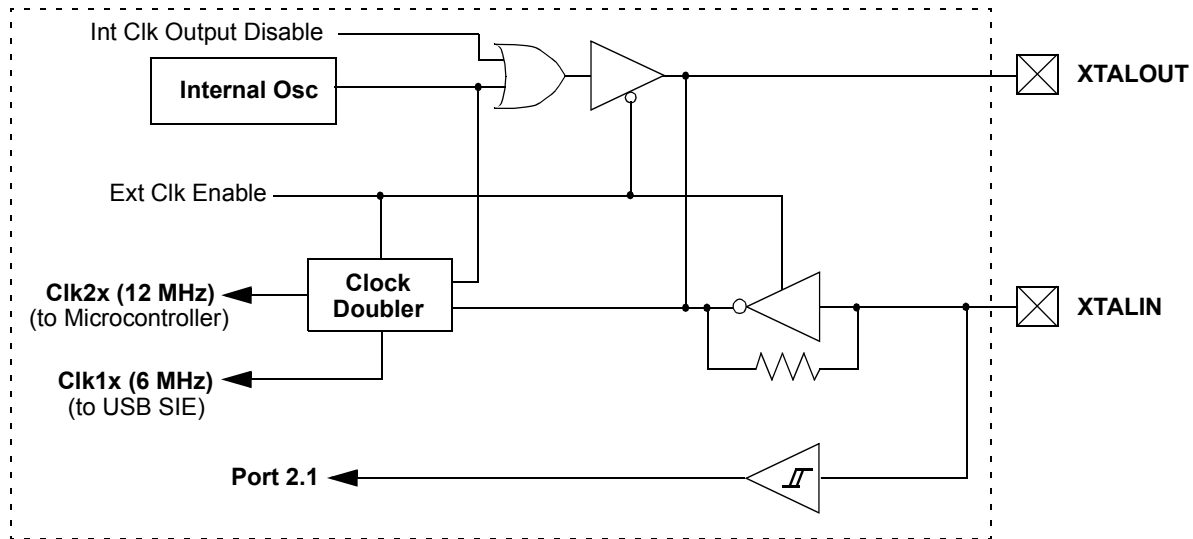 Int Clk Output Disable
Internal Osc
XTALOUT
Ext Clk Enable
Clk2x (12 MHz)
(to Microcontroller)
Clock
Doubler
XTALIN
Clk1x (6 MHz)
(to USB SIE)
Port 2.1